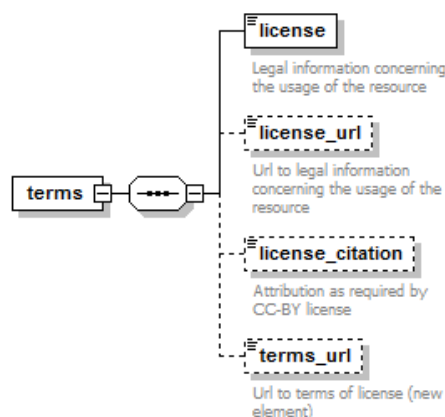 license
Legal information concerning
the usage of the resource
license_url
Url to legal information
concerning the usage of the
resource
terms
license_citation
Attribution as required by
CC-BY license
terms_url
Url to terms of license (new
element)